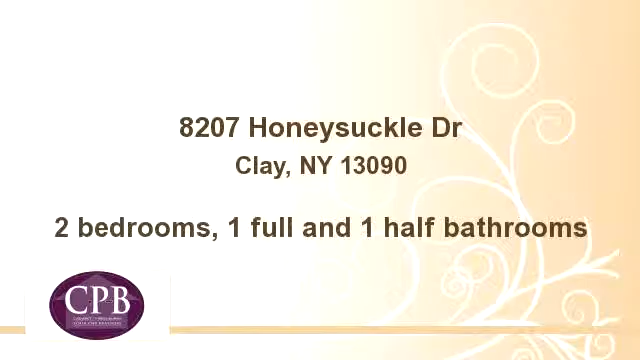 8207 Honeysuckle Dr
Clay, NY 13090
2 bedrooms, 1 full and 1 half bathrooms
CPB